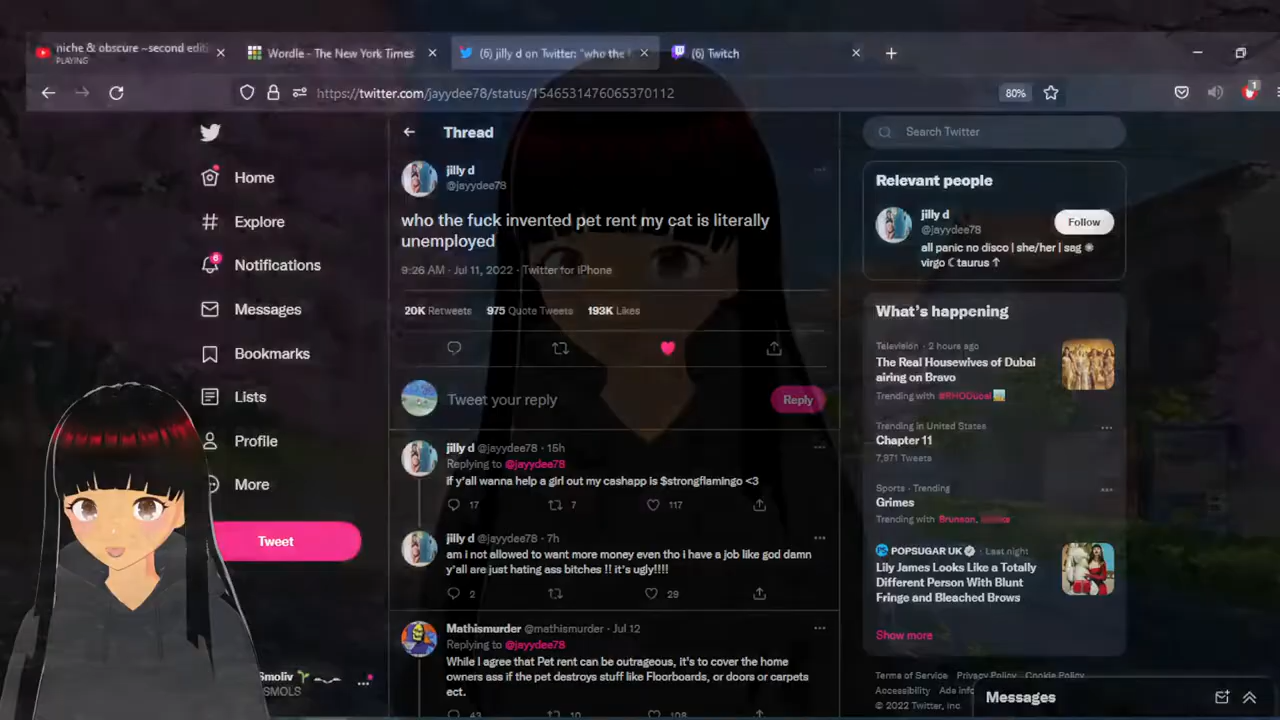 niche & obscure ~second editi
PLAYING
Wordle - The New York Times
(6) jilly d on Twitter: "who the f
(6) Twitch
https://twitter.com/jayydee78/status/1546531476065370112
80%
1
Thread
Search Twitter
Home
Explore
6
Notifications
Messages
Bookmarks
Lists
Profile
More
Tweet
Smoliv
SMOLS
jilly d
@jayydee78
who the fuck invented pet rent my cat is literally
unemployed
9:26 AM · Jul 11, 2022 · Twitter for iPhone
20K Retweets 975 Quote Tweets 193K Likes
Tweet your reply
Reply
jilly d @jayydee78 · 15h
Replying to @jayydee78
if y'all wanna help a girl out my cashapp is $strongflamingo <3
17 7 117
jilly d @jayydee78 · 7h
am i not allowed to want more money even tho i have a job like god damn
y'all are just hating ass bitches !! it's ugly!!!!
2 29
Mathismurder @mathismurder · Jul 12
Replying to @jayydee78
While I agree that Pet rent can be outrageous, it's to cover the home
owners ass if the pet destroys stuff like Floorboards, or doors or carpets
ect.
43 10 108
Relevant people
jilly d
@jayydee78
Follow
all panic no disco | she/her | sag ☀
virgo ☾ taurus ↑
What's happening
Television · 2 hours ago
The Real Housewives of Dubai
airing on Bravo
Trending with #RHODubai
Trending in United States
Chapter 11
7,971 Tweets
Sports · Trending
Grimes
Trending with Brunson,
POPSUGAR UK · Last night
Lily James Looks Like a Totally
Different Person With Blunt
Fringe and Bleached Brows
Show more
Terms of Service Privacy Policy Cookie Policy
Accessibility Ads info
© 2022 Twitter, Inc.
Messages